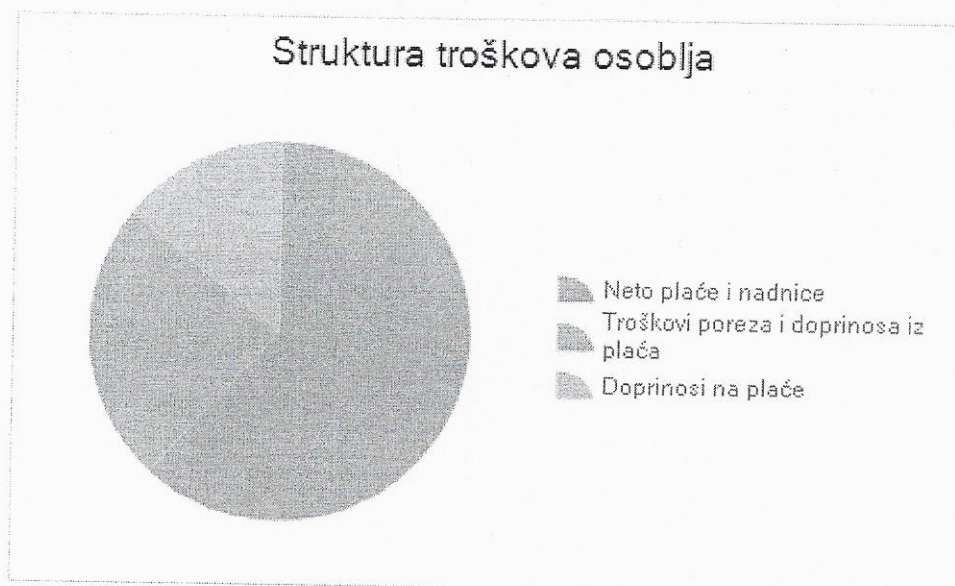 Struktura troškova osoblja
Neto plaće i nadnice
Troškovi poreza i doprinosa iz
plaća
Doprinosi na plaće